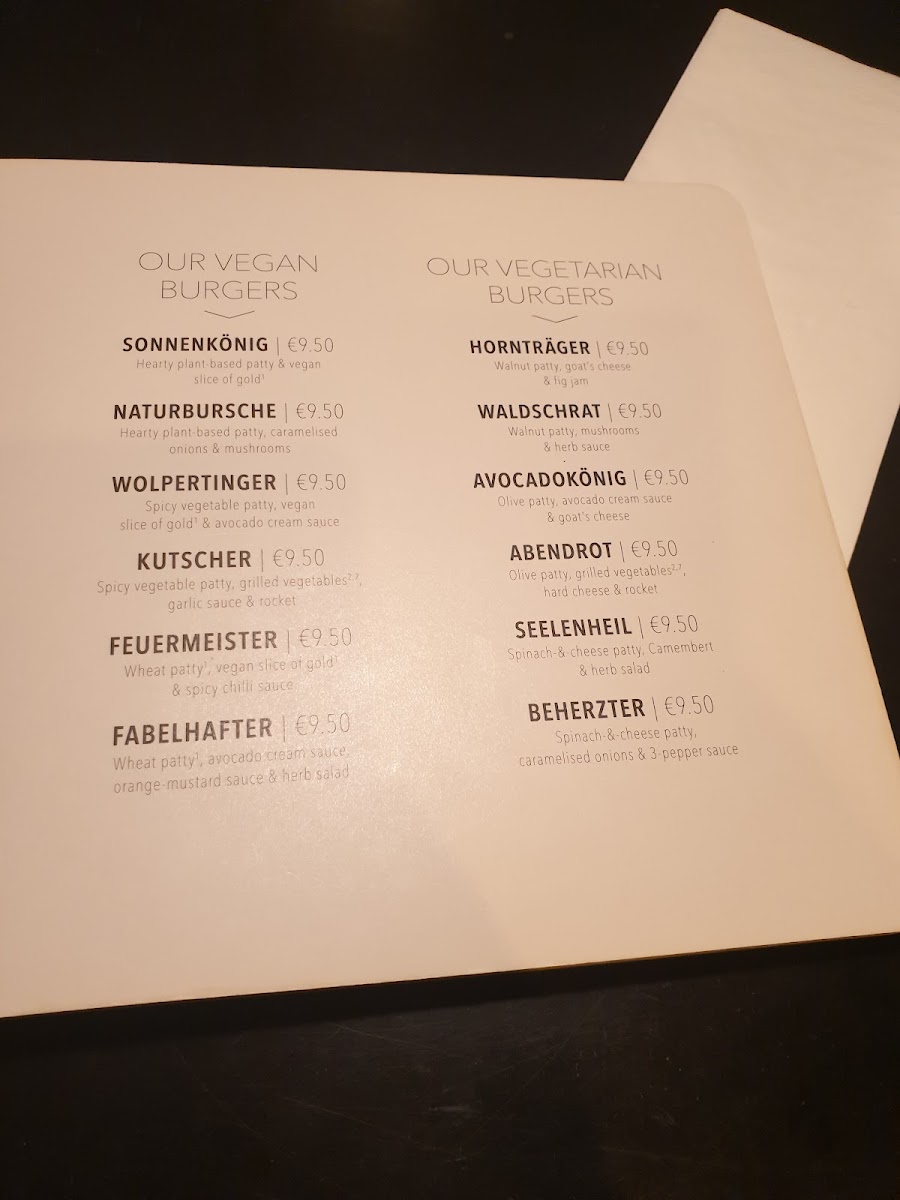 OUR VEGAN
BURGERS
SONNENKÖNIG | €9.50
Hearty plant-based patty & vegan
slice of gold¹
NATURBURSCHE | €9.50
Hearty plant-based patty, caramelised
onions & mushrooms
WOLPERTINGER | €9.50
Spicy vegetable patty, vegan
slice of gold¹ & avocado cream sauce
KUTSCHER | €9.50
Spicy vegetable patty, grilled vegetables²,⁷,
garlic sauce & rocket
FEUERMEISTER | €9.50
Wheat patty¹, vegan slice of gold¹
& spicy chilli sauce
FABELHAFTER | €9.50
Wheat patty¹, avocado cream sauce,
orange-mustard sauce & herb salad
OUR VEGETARIAN
BURGERS
HORNTRÄGER | €9.50
Walnut patty, goat's cheese
& fig jam
WALDSCHRAT | €9.50
Walnut patty, mushrooms
& herb sauce
AVOCADOKÖNIG | €9.50
Olive patty, avocado cream sauce
& goat's cheese
ABENDROT | €9.50
Olive patty, grilled vegetables²,⁷,
hard cheese & rocket
SEELENHEIL | €9.50
Spinach-&-cheese patty, Camembert
& herb salad
BEHERZTER | €9.50
Spinach-&-cheese patty,
caramelised onions & 3-pepper sauce